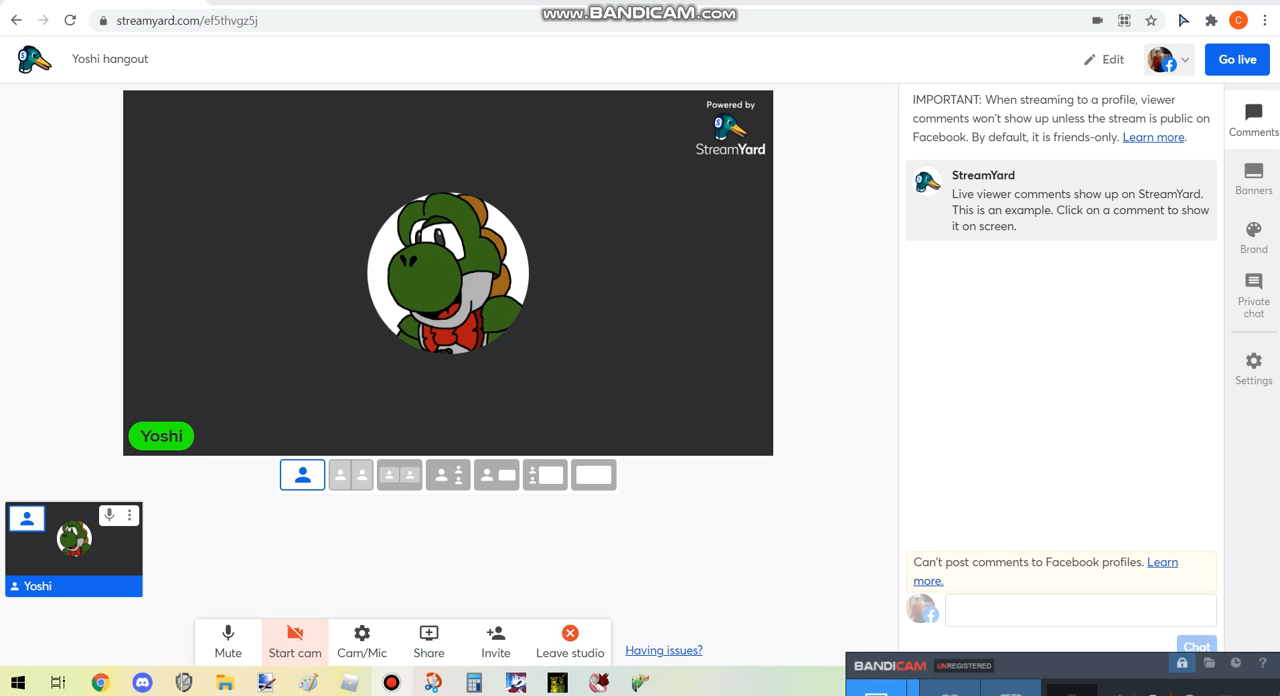 www.BANDICAM.com
streamyard.com/ef5thvgz5j
C
Yoshi hangout
Edit
Go live
Powered by
StreamYard
Yoshi
Yoshi
Mute
Start cam
Cam/Mic
Share
Invite
Leave studio
Having issues?
IMPORTANT: When streaming to a profile, viewer
comments won't show up unless the stream is public on
Facebook. By default, it is friends-only. Learn more.
StreamYard
Live viewer comments show up on StreamYard.
This is an example. Click on a comment to show
it on screen.
Can't post comments to Facebook profiles. Learn
more.
Chat
Comments
Banners
Brand
Private
chat
Settings
BANDICAM UNREGISTERED